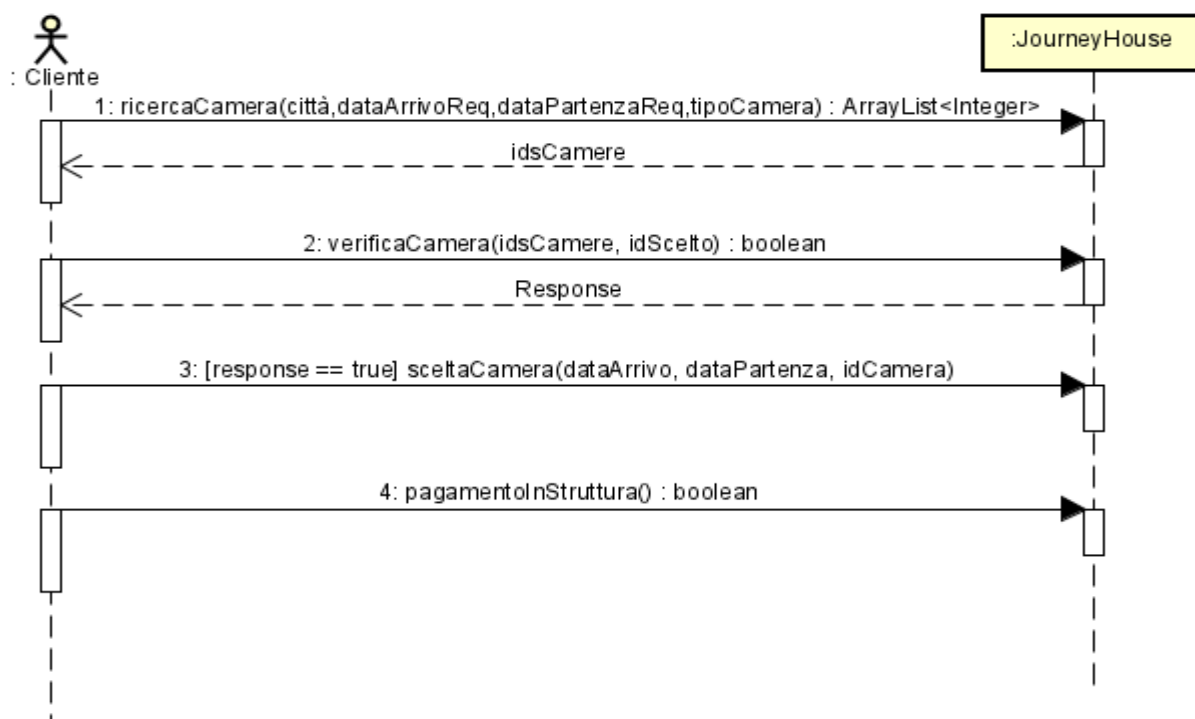 : Cliente
:JourneyHouse
1: ricercaCamera(città,dataArrivoReq,dataPartenzaReq,tipoCamera) : ArrayList<Integer>
idsCamere
2: verificaCamera(idsCamere, idScelto) : boolean
Response
3: [response == true] sceltaCamera(dataArrivo, dataPartenza, idCamera)
4: pagamentoInStruttura() : boolean